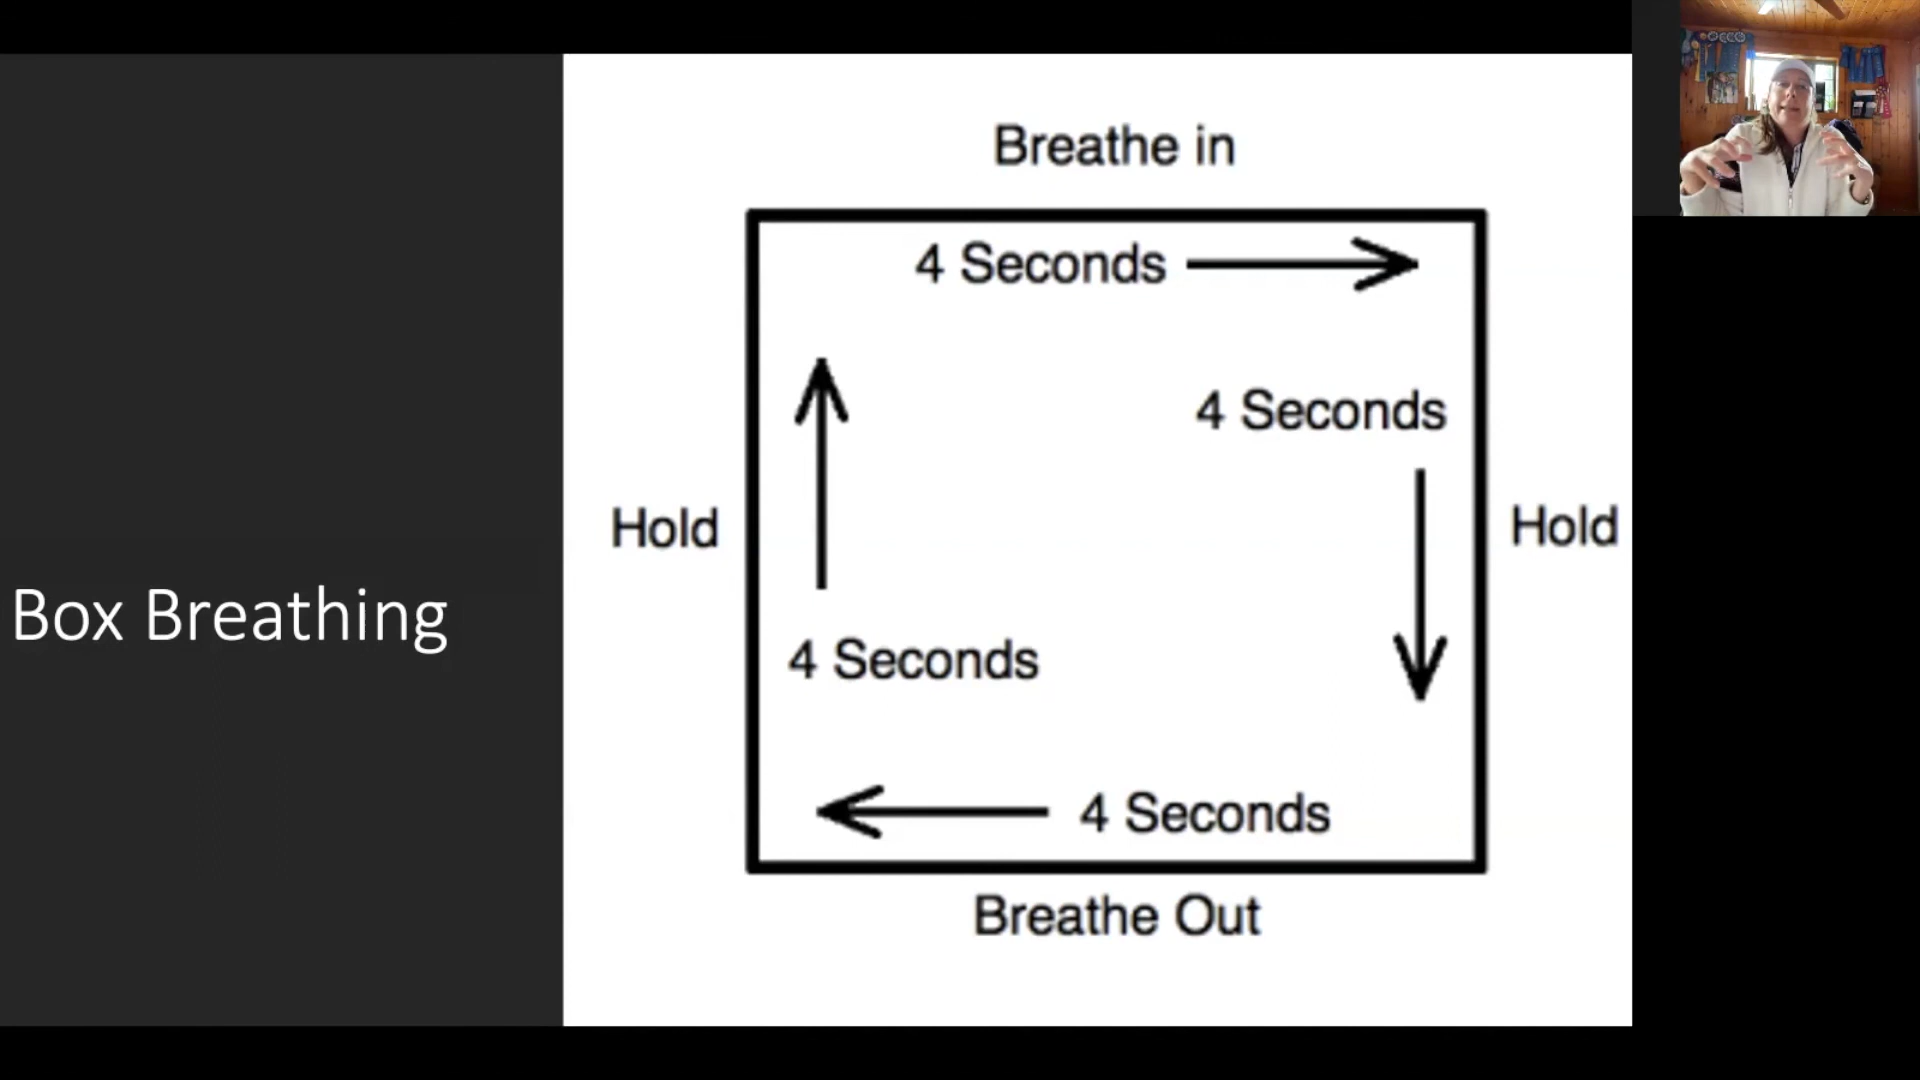 Breathe in
4 Seconds
4 Seconds
Hold
Hold
Box Breathing
4 Seconds
4 Seconds
Breathe Out